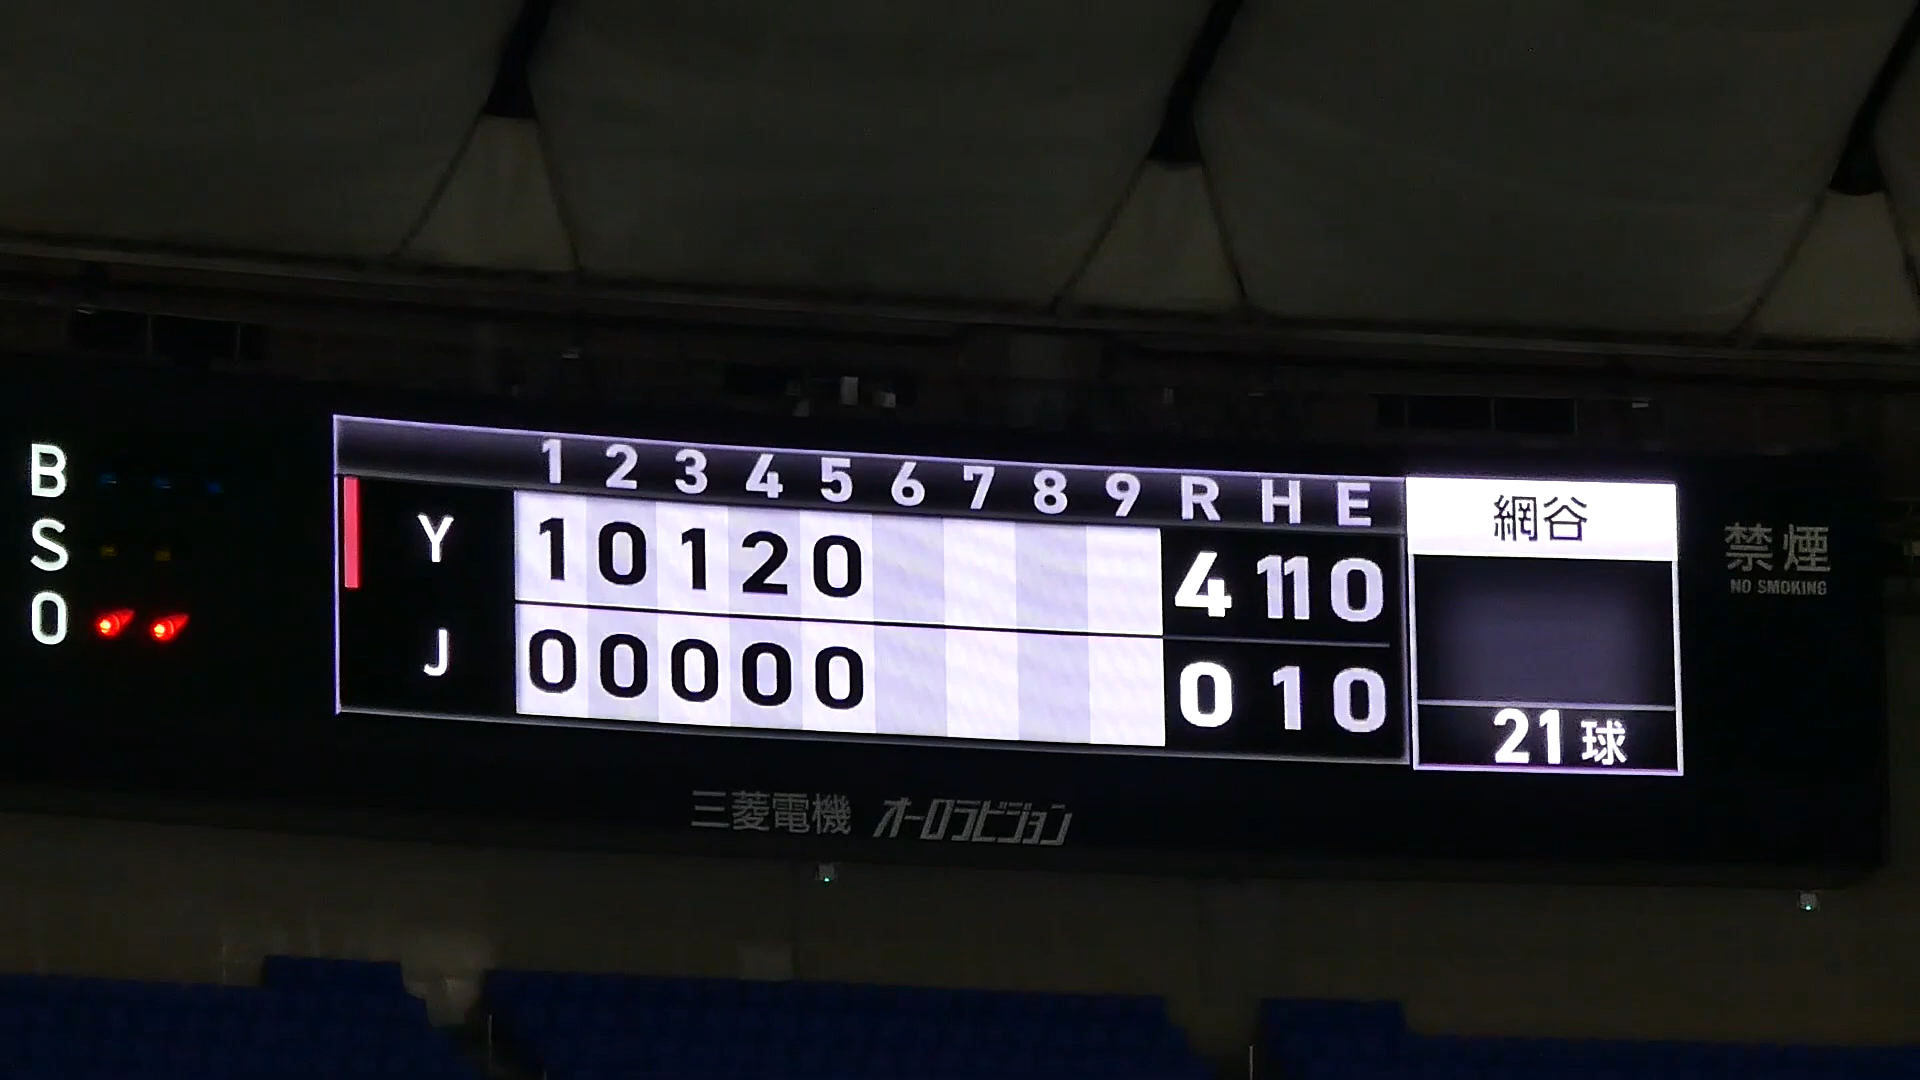 B
S
O
1 2 3 4 5 6 7 8 9 R H E
Y 1 0 1 2 0 4 11 0
J 0 0 0 0 0 0 1 0
網谷
21球
禁煙
NO SMOKING
三菱電機 オーロラビジョン